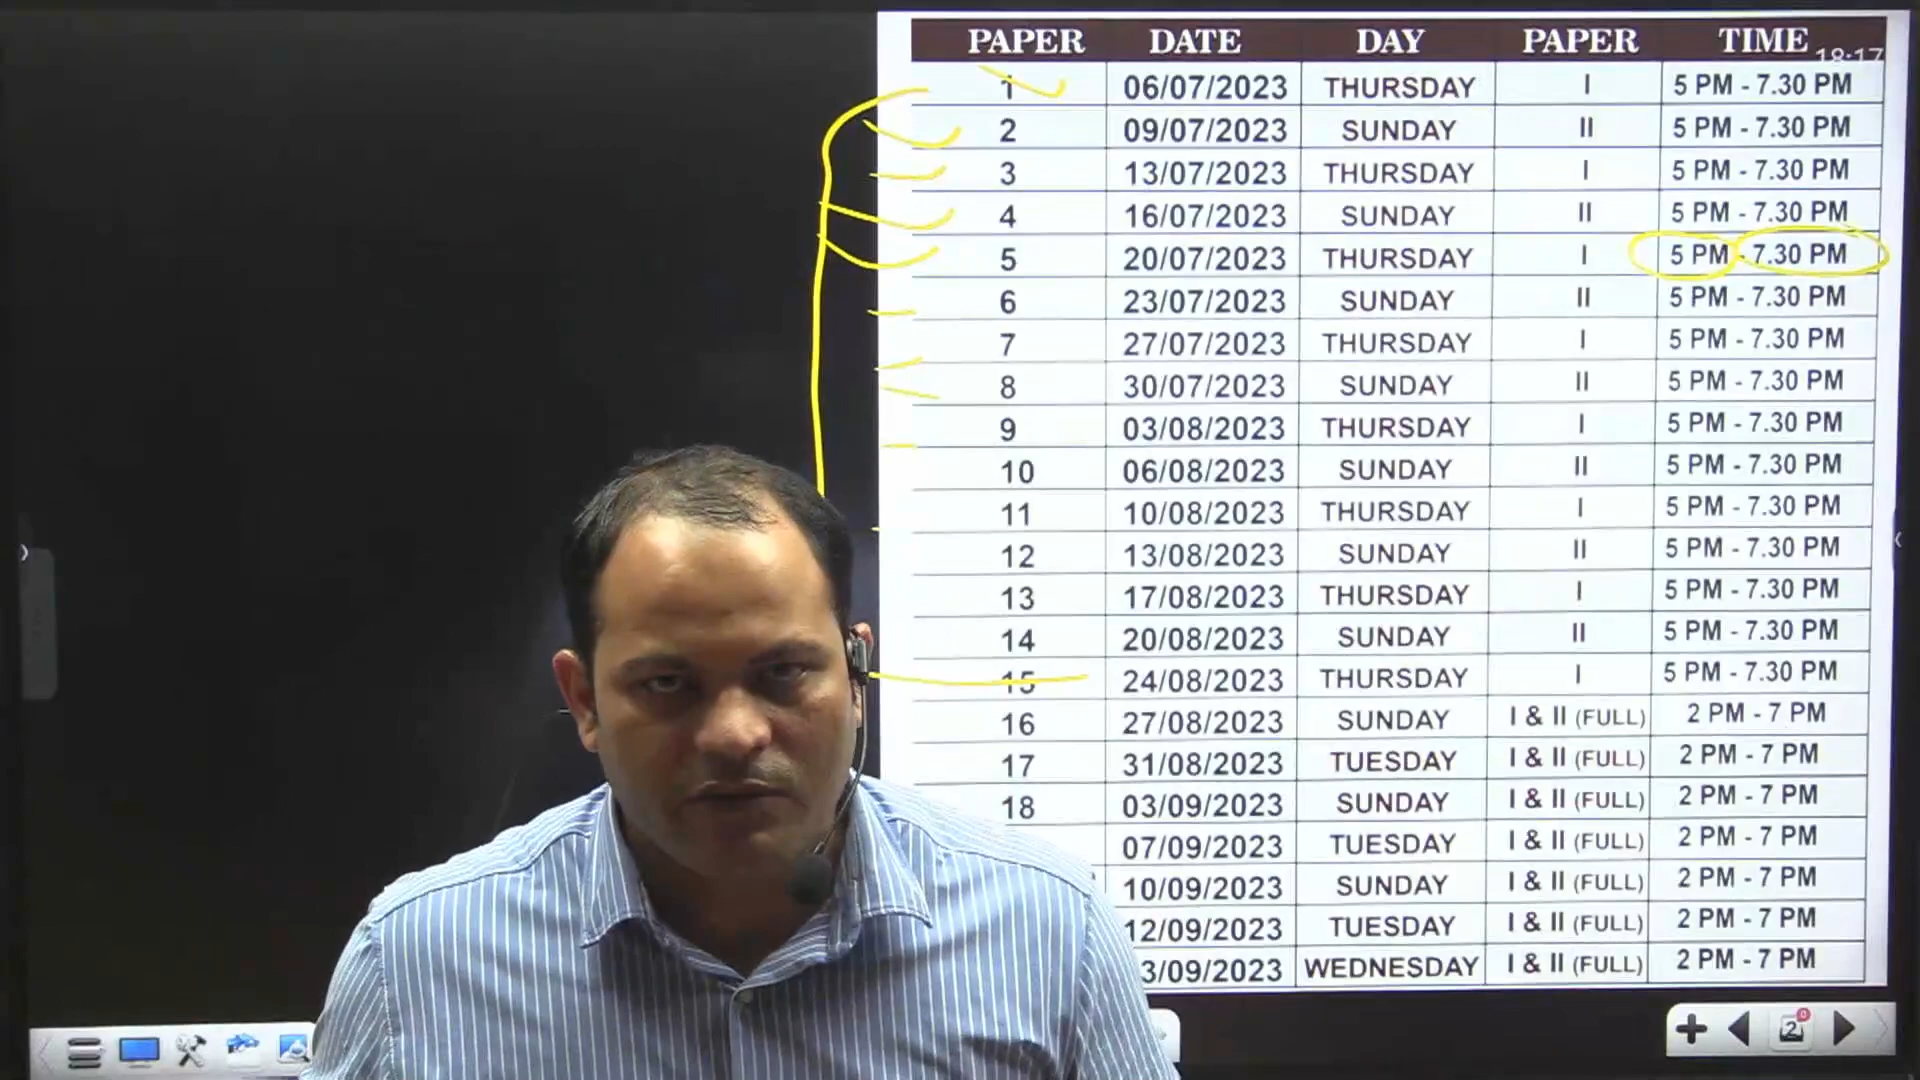 PAPER DATE DAY PAPER TIME
18:17
1 06/07/2023 THURSDAY I 5 PM - 7.30 PM
2 09/07/2023 SUNDAY II 5 PM - 7.30 PM
3 13/07/2023 THURSDAY I 5 PM - 7.30 PM
4 16/07/2023 SUNDAY II 5 PM - 7.30 PM
5 20/07/2023 THURSDAY I 5 PM - 7.30 PM
6 23/07/2023 SUNDAY II 5 PM - 7.30 PM
7 27/07/2023 THURSDAY I 5 PM - 7.30 PM
8 30/07/2023 SUNDAY II 5 PM - 7.30 PM
9 03/08/2023 THURSDAY I 5 PM - 7.30 PM
10 06/08/2023 SUNDAY II 5 PM - 7.30 PM
11 10/08/2023 THURSDAY I 5 PM - 7.30 PM
12 13/08/2023 SUNDAY II 5 PM - 7.30 PM
13 17/08/2023 THURSDAY I 5 PM - 7.30 PM
14 20/08/2023 SUNDAY II 5 PM - 7.30 PM
15 24/08/2023 THURSDAY I 5 PM - 7.30 PM
16 27/08/2023 SUNDAY I & II (FULL) 2 PM - 7 PM
17 31/08/2023 TUESDAY I & II (FULL) 2 PM - 7 PM
18 03/09/2023 SUNDAY I & II (FULL) 2 PM - 7 PM
07/09/2023 TUESDAY I & II (FULL) 2 PM - 7 PM
10/09/2023 SUNDAY I & II (FULL) 2 PM - 7 PM
12/09/2023 TUESDAY I & II (FULL) 2 PM - 7 PM
3/09/2023 WEDNESDAY I & II (FULL) 2 PM - 7 PM
2
0